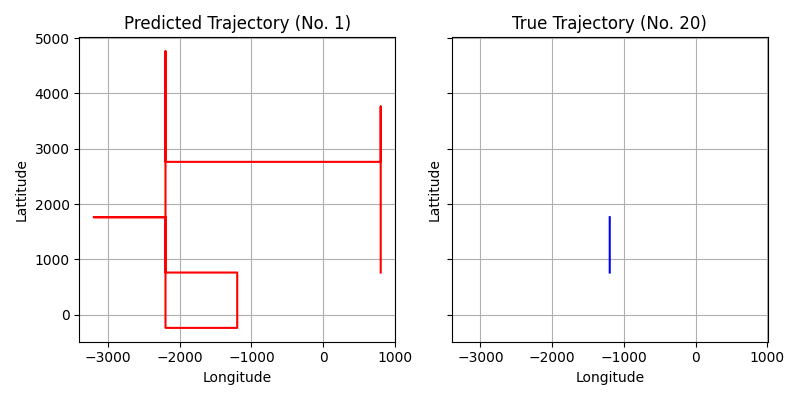 Predicted Trajectory (No. 1)
True Trajectory (No. 20)
5000
4000
3000
2000
1000
0
Lattitude
Lattitude
−3000 −2000 −1000 0 1000
−3000 −2000 −1000 0 1000
Longitude
Longitude